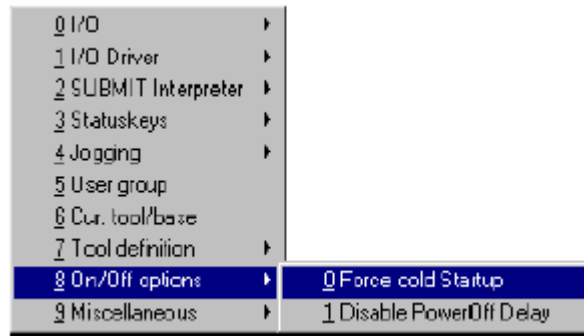 0 I/O
1 I/O Driver
2 SUBMIT Interpreter
3 Statuskeys
4 Jogging
5 User group
6 Cur. tool/base
7 Tool definition
8 On/Off options
0 Force cold Startup
9 Miscellaneous
1 Disable PowerOff Delay